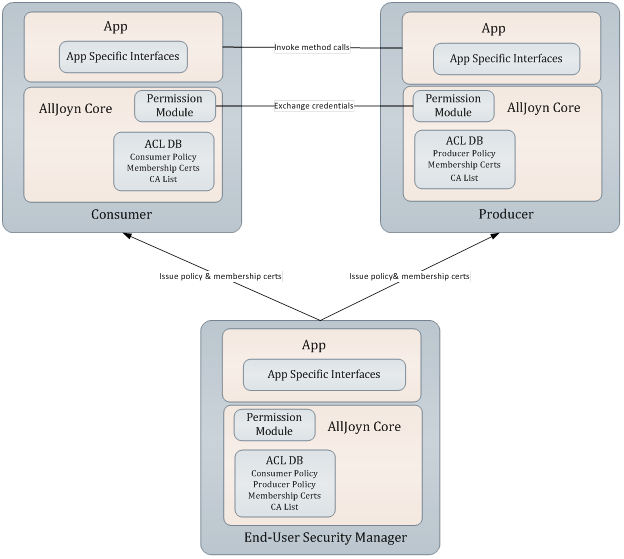 App
App Specific Interfaces
AllJoyn Core
Permission
Module
ACL DB
Consumer Policy
Membership Certs
CA List
Consumer
Invoke method calls
Exchange credentials
App
App Specific Interfaces
Permission
Module
AllJoyn Core
ACL DB
Producer Policy
Membership Certs
CA List
Producer
Issue policy & membership certs
Issue policy& membership certs
App
App Specific Interfaces
Permission
Module
AllJoyn Core
ACL DB
Consumer Policy
Producer Policy
Membership Certs
CA List
End-User Security Manager